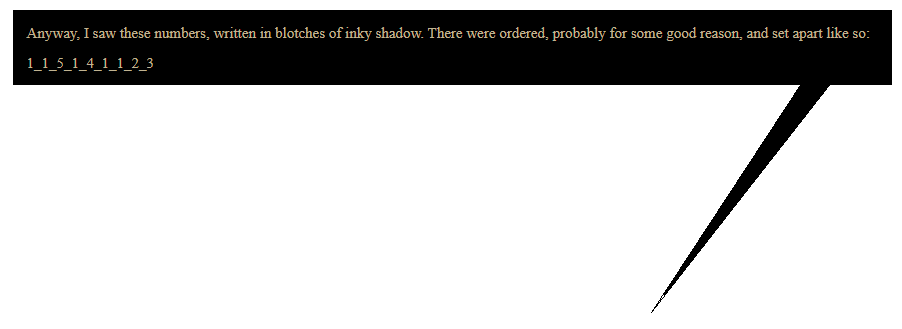 Anyway, I saw these numbers, written in blotches of inky shadow. There were ordered, probably for some good reason, and set apart like so:
1_1_5_1_4_1_1_2_3